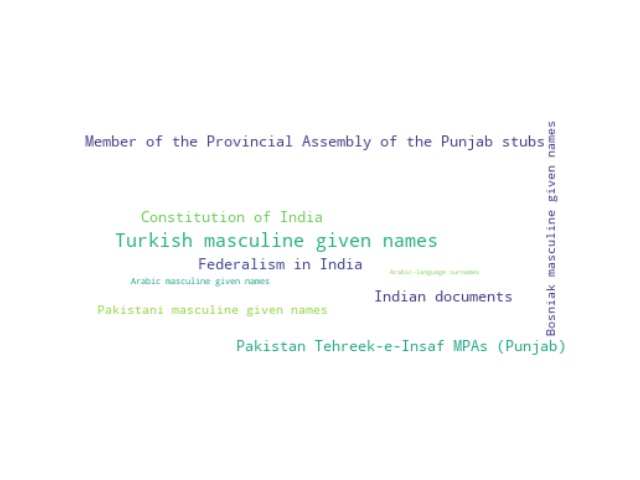 Member of the Provincial Assembly of the Punjab stubs
Bosniak masculine given names
Constitution of India
Turkish masculine given names
Federalism in India
Arabic-language surnames
Arabic masculine given names
Indian documents
Pakistani masculine given names
Pakistan Tehreek-e-Insaf MPAs (Punjab)